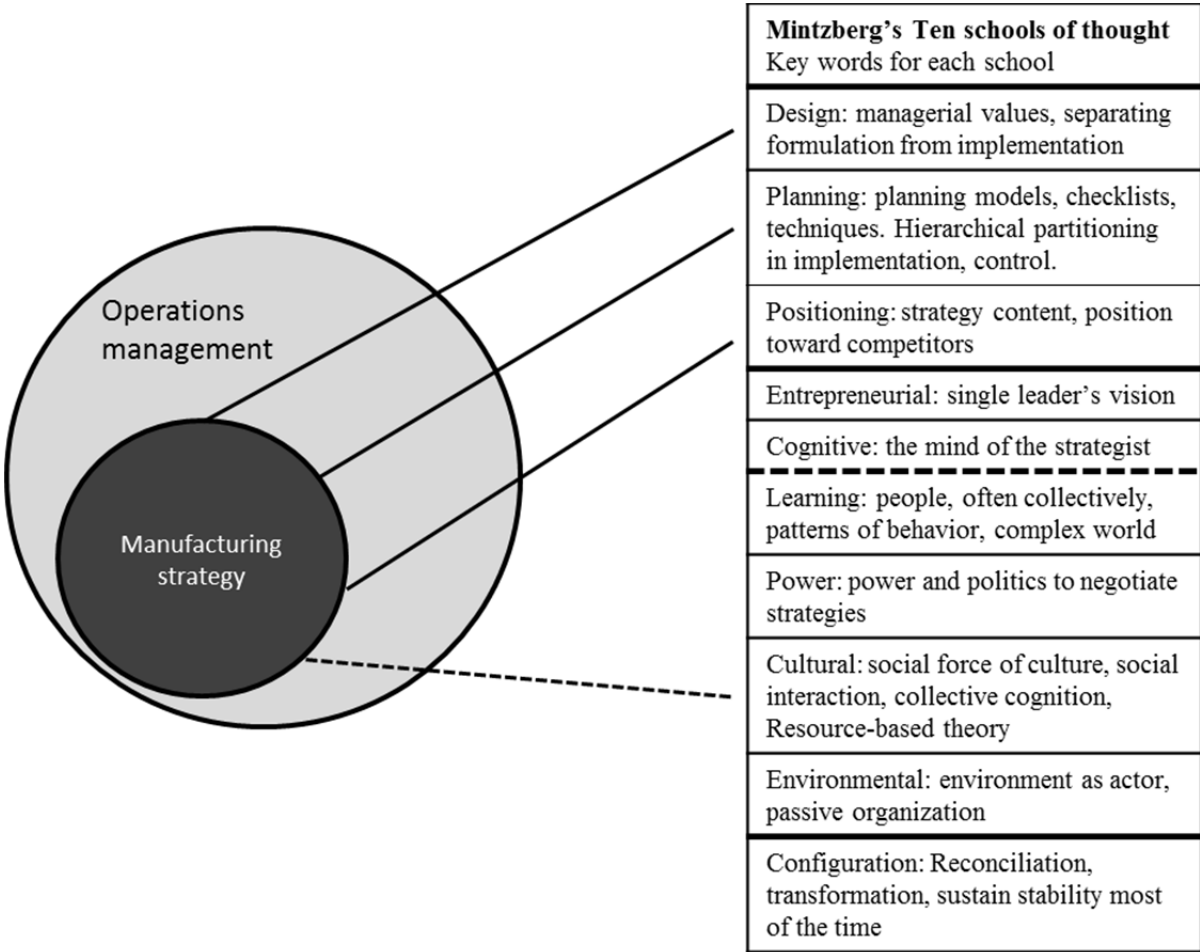 Mintzberg’s Ten schools of thought
Key words for each school
Design: managerial values, separating
formulation from implementation
Planning: planning models, checklists,
techniques. Hierarchical partitioning
in implementation, control.
Positioning: strategy content, position
toward competitors
Entrepreneurial: single leader’s vision
Cognitive: the mind of the strategist
Learning: people, often collectively,
patterns of behavior, complex world
Power: power and politics to negotiate
strategies
Cultural: social force of culture, social
interaction, collective cognition,
Resource-based theory
Environmental: environment as actor,
passive organization
Configuration: Reconciliation,
transformation, sustain stability most
of the time
Operations
management
Manufacturing
strategy